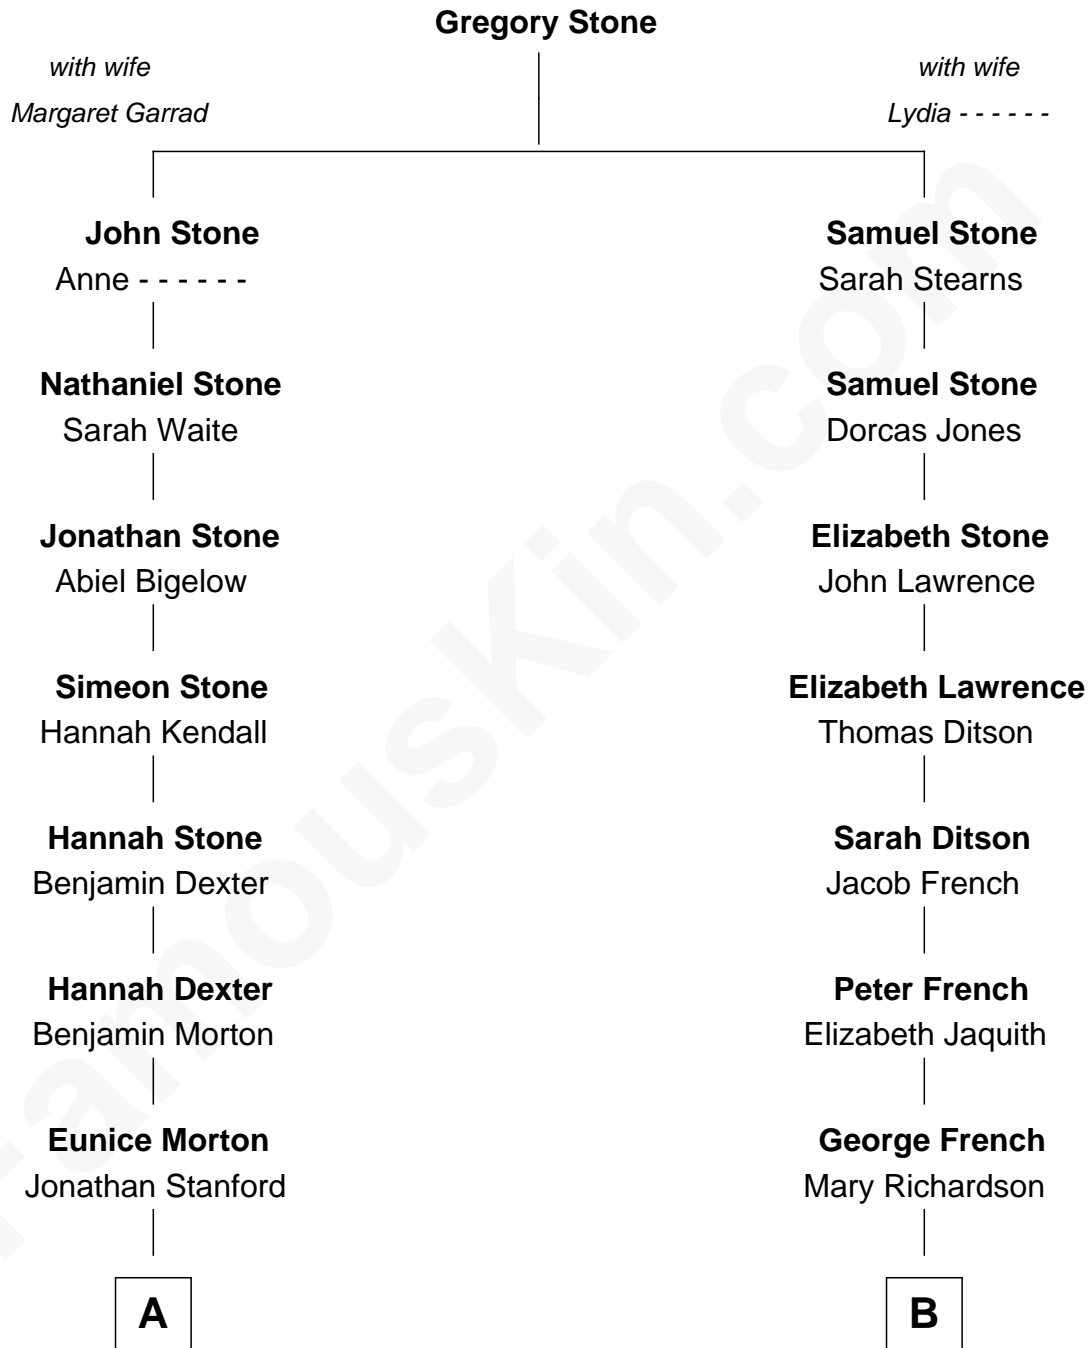 Gregory Stone
with wife
Margaret Garrad
with wife
Lydia - - - - - -
John Stone
Anne - - - - - -
Samuel Stone
Sarah Stearns
Nathaniel Stone
Sarah Waite
Samuel Stone
Dorcas Jones
Jonathan Stone
Abiel Bigelow
Elizabeth Stone
John Lawrence
Simeon Stone
Hannah Kendall
Elizabeth Lawrence
Thomas Ditson
Hannah Stone
Benjamin Dexter
Sarah Ditson
Jacob French
Hannah Dexter
Benjamin Morton
Peter French
Elizabeth Jaquith
Eunice Morton
Jonathan Stanford
George French
Mary Richardson
A
B
FamousKin.com